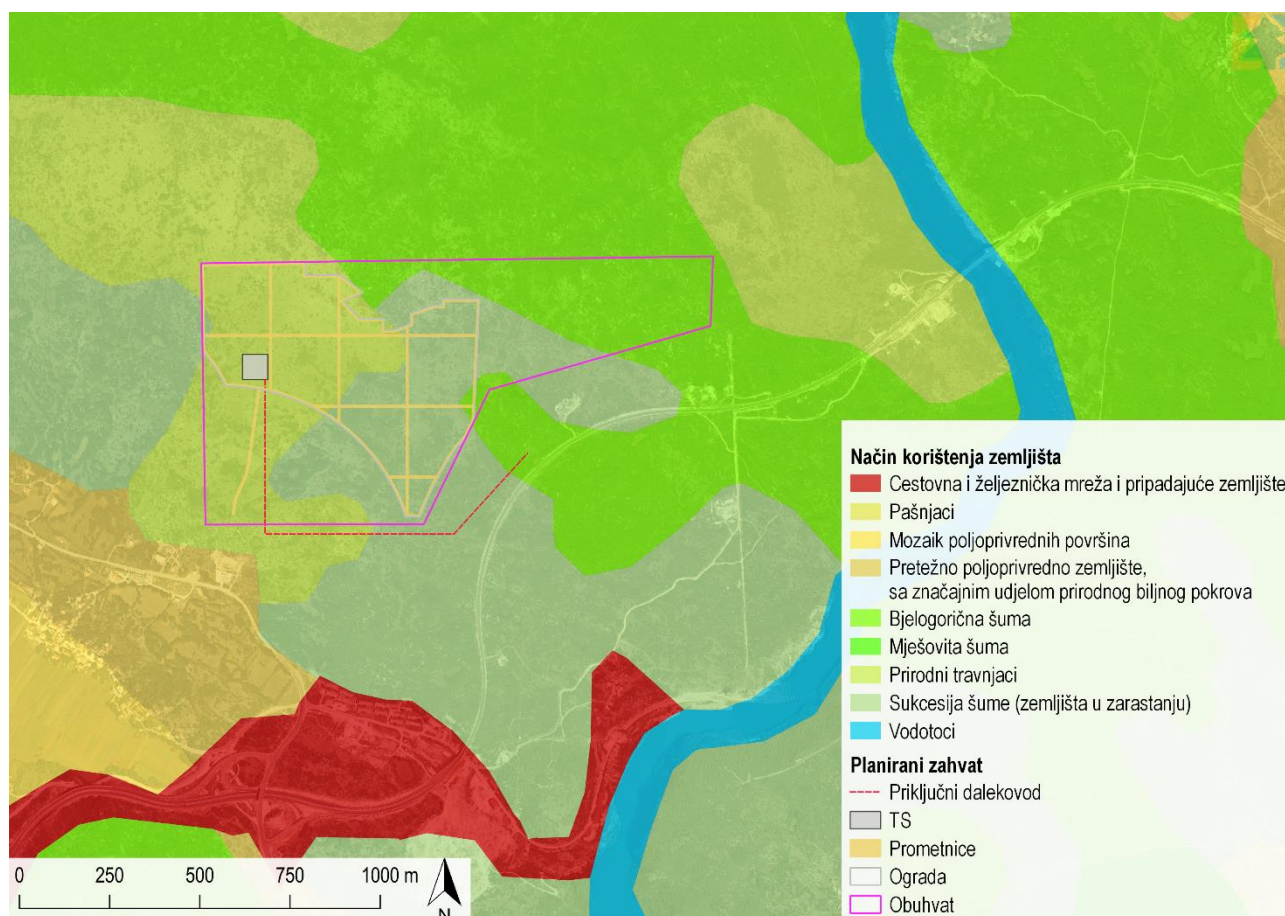 Način korištenja zemljišta
Cestovna i željeznička mreža i pripadajuće zemljište
Pašnjaci
Mozaik poljoprivrednih površina
Pretežno poljoprivredno zemljište,
sa značajnim udjelom prirodnog biljnog pokrova
Bjelogorična šuma
Mješovita šuma
Prirodni travnjaci
Sukcesija šume (zemljišta u zarastanju)
Vodotoci
Planirani zahvat
Priključni dalekovod
TS
Prometnice
Ograda
Obuhvat
0 250 500 750 1000 m
N